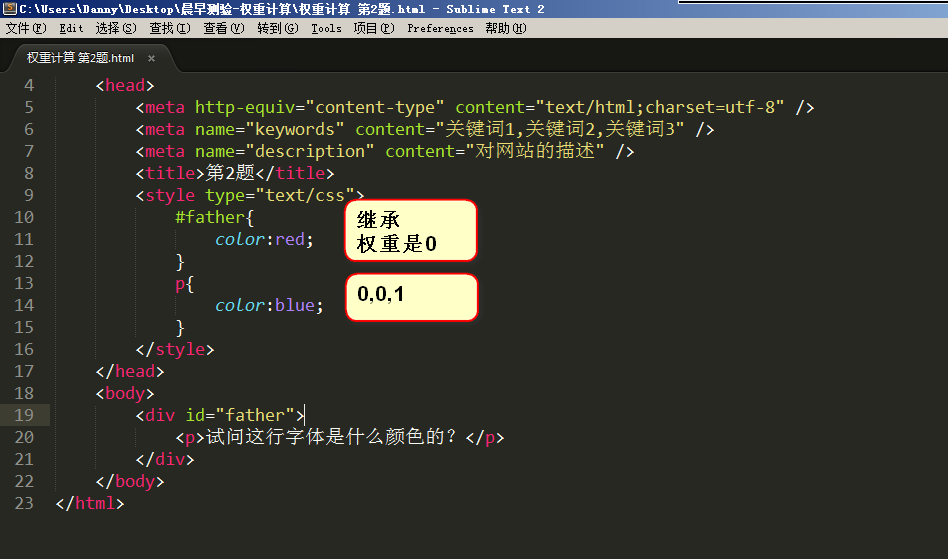 C:\Users\Danny\Desktop\晨早测验-权重计算\权重计算 第2题.html - Sublime Text 2
文件(F) Edit 选择(S) 查找(I) 查看(V) 转到(G) Tools 项目(P) Preferences 帮助(H)
权重计算 第2题.html ×
4 <head>
5 <meta http-equiv="content-type" content="text/html;charset=utf-8" />
6 <meta name="keywords" content="关键词1,关键词2,关键词3" />
7 <meta name="description" content="对网站的描述" />
8 <title>第2题</title>
9 <style type="text/css">
10 #father{
11 color:red;
12 }
13 p{
14 color:blue;
15 }
16 </style>
17 </head>
18 <body>
19 <div id="father">
20 <p>试问这行字体是什么颜色的？</p>
21 </div>
22 </body>
23 </html>
继承
权重是0
0,0,1